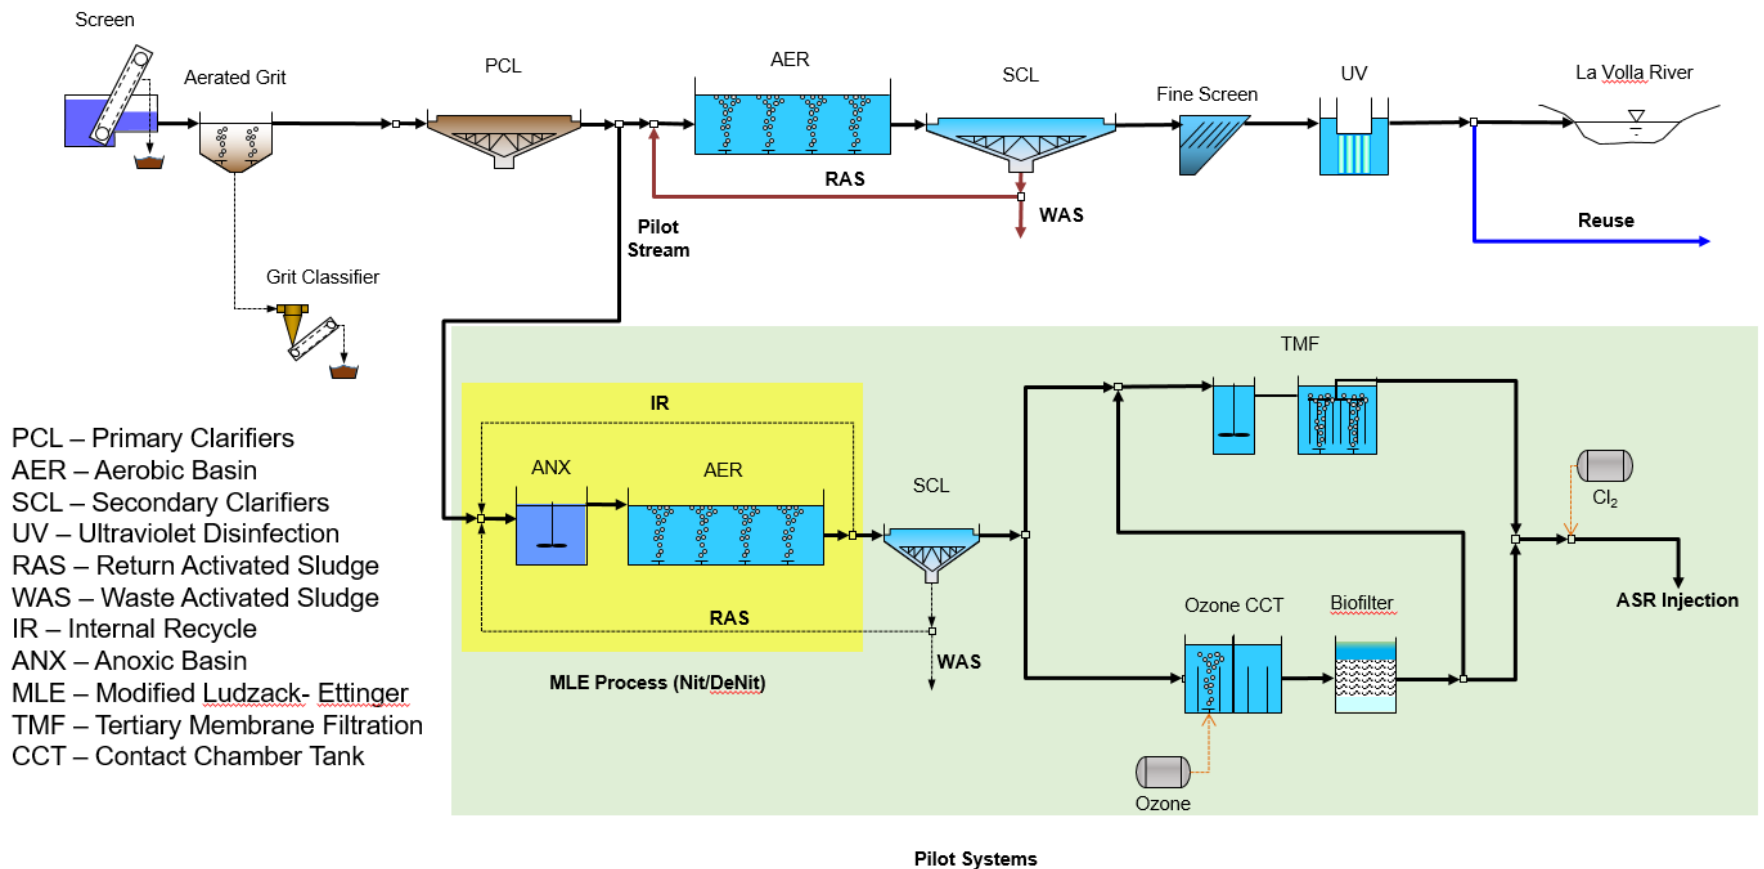 Screen
Aerated Grit
PCL
AER
SCL
Fine Screen
UV
La Volla River
RAS
WAS
Pilot
Stream
Reuse
Grit Classifier
TMF
IR
ANX
AER
SCL
Cl₂
RAS
WAS
MLE Process (Nit/DeNit)
Ozone CCT
Biofilter
ASR Injection
Ozone
PCL – Primary Clarifiers
AER – Aerobic Basin
SCL – Secondary Clarifiers
UV – Ultraviolet Disinfection
RAS – Return Activated Sludge
WAS – Waste Activated Sludge
IR – Internal Recycle
ANX – Anoxic Basin
MLE – Modified Ludzack- Ettinger
TMF – Tertiary Membrane Filtration
CCT – Contact Chamber Tank
Pilot Systems